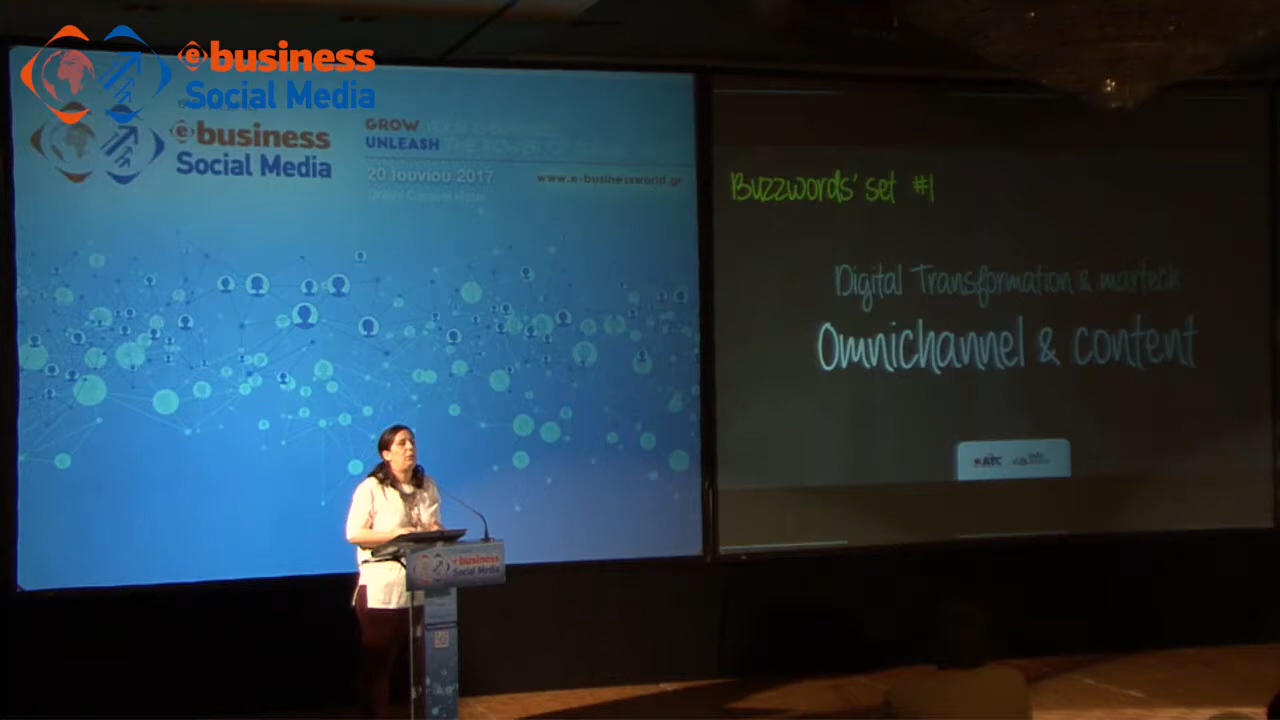 e business
Social Media
e business
Social Media
GROW
UNLEASH
20 Ιουνίου 2017
www.e-businessworld.gr
Buzzwords' set #1
Digital Transformation & martech
Omnichannel & content
ATC
e business
Social Media